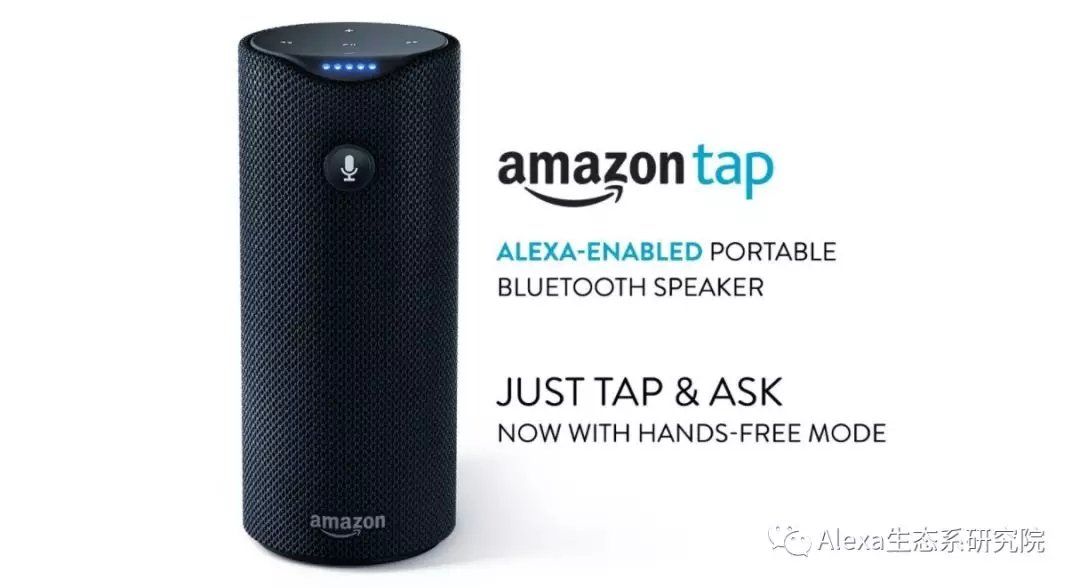 amazon tap
ALEXA-ENABLED PORTABLE
BLUETOOTH SPEAKER
JUST TAP & ASK
NOW WITH HANDS-FREE MODE
amazon
Alexa生态系研究院